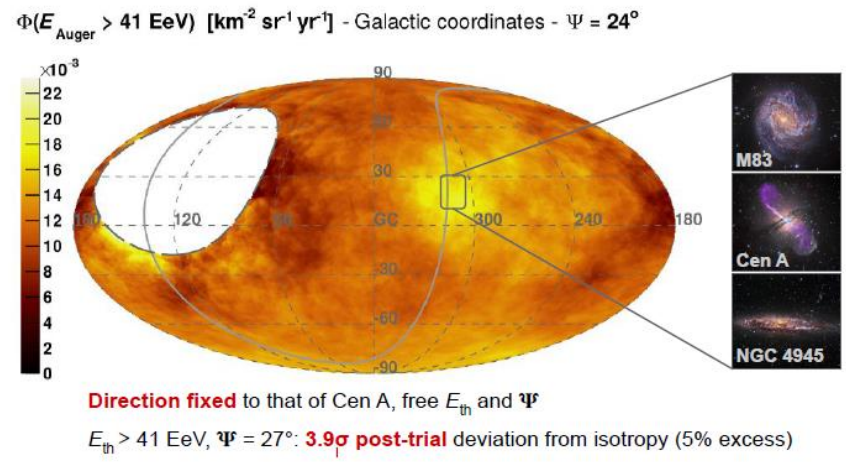 Φ(E_Auger > 41 EeV) [km⁻² sr⁻¹ yr⁻¹] - Galactic coordinates - Ψ = 24°
×10⁻³
22
20
18
16
14
12
10
8
6
4
2
0
90
30
180 120 GC 300 240 180
-30
-60
-90
M83
Cen A
NGC 4945
Direction fixed to that of Cen A, free E_th and Ψ
E_th > 41 EeV, Ψ = 27°: 3.9σ post-trial deviation from isotropy (5% excess)